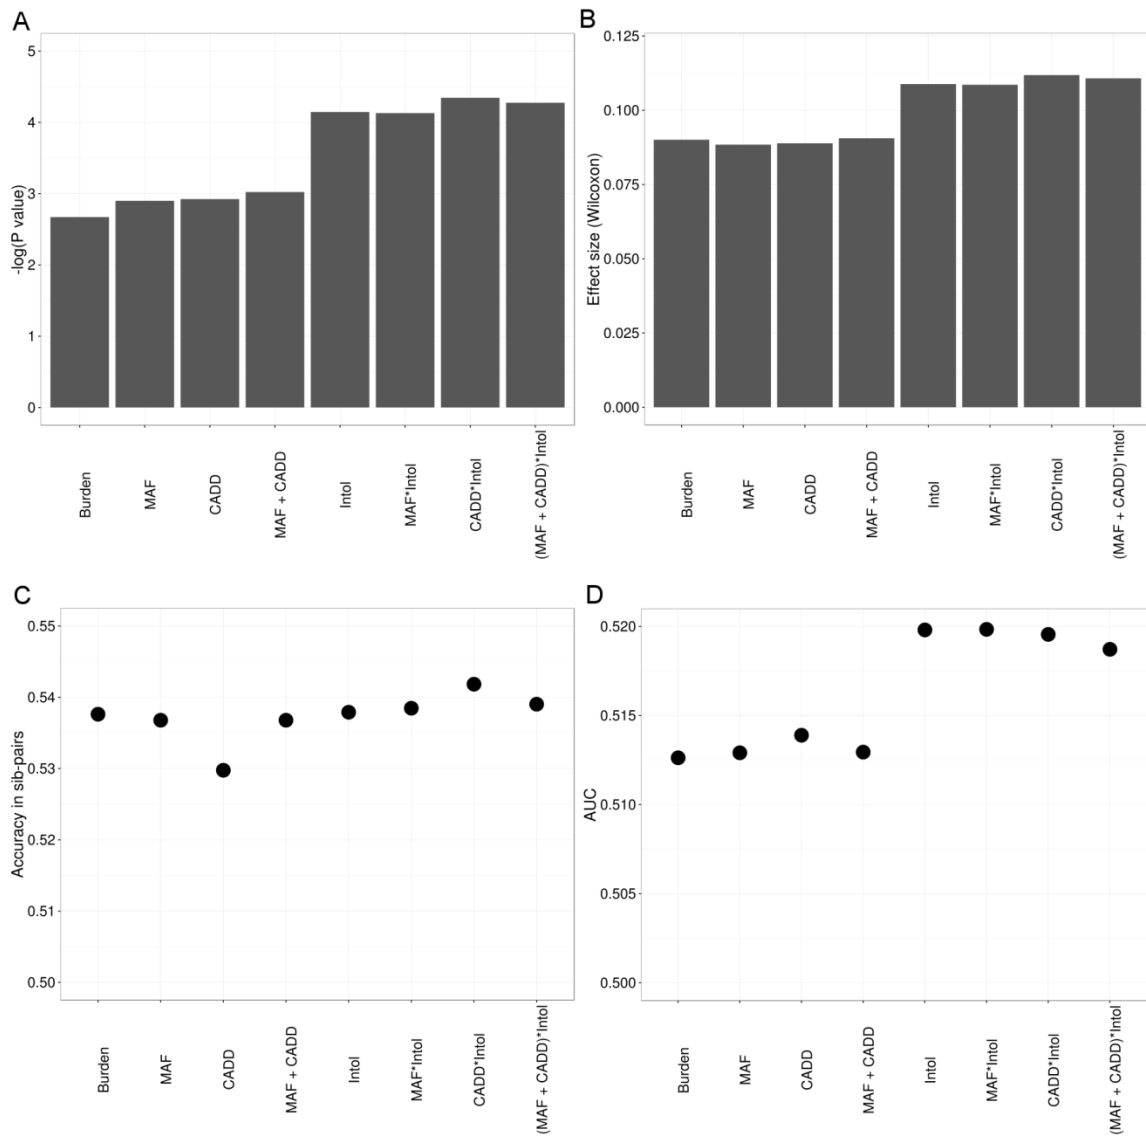 A
-log(P value)
5
4
3
2
1
0
Burden
MAF
CADD
MAF + CADD
Intol
MAF*Intol
CADD*Intol
(MAF + CADD)*Intol
B
Effect size (Wilcoxon)
0.125
0.100
0.075
0.050
0.025
0.000
Burden
MAF
CADD
MAF + CADD
Intol
MAF*Intol
CADD*Intol
(MAF + CADD)*Intol
C
Accuracy in sib-pairs
0.55
0.54
0.53
0.52
0.51
0.50
Burden
MAF
CADD
MAF + CADD
Intol
MAF*Intol
CADD*Intol
(MAF + CADD)*Intol
D
AUC
0.520
0.515
0.510
0.505
0.500
Burden
MAF
CADD
MAF + CADD
Intol
MAF*Intol
CADD*Intol
(MAF + CADD)*Intol